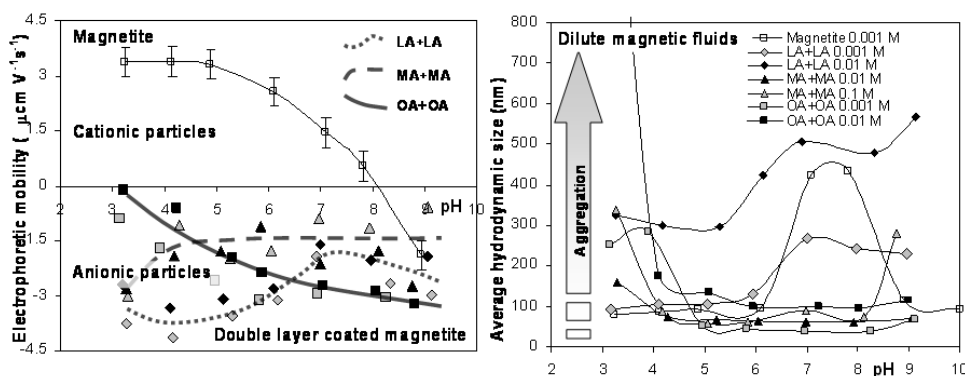 Electrophoretic mobility ( μcm V⁻¹s⁻¹)
4.5
3
1.5
0
-1.5
-3
-4.5
Magnetite
Cationic particles
Anionic particles
Double layer coated magnetite
LA+LA
MA+MA
OA+OA
2 3 4 5 6 7 8 9 10
pH
Average hydrodynamic size (nm)
800
700
600
500
400
300
200
100
0
Dilute magnetic fluids
Aggregation
Magnetite 0.001 M
LA+LA 0.001 M
LA+LA 0.01 M
MA+MA 0.01 M
MA+MA 0.1 M
OA+OA 0.001 M
OA+OA 0.01 M
2 3 4 5 6 7 8 9 10
pH